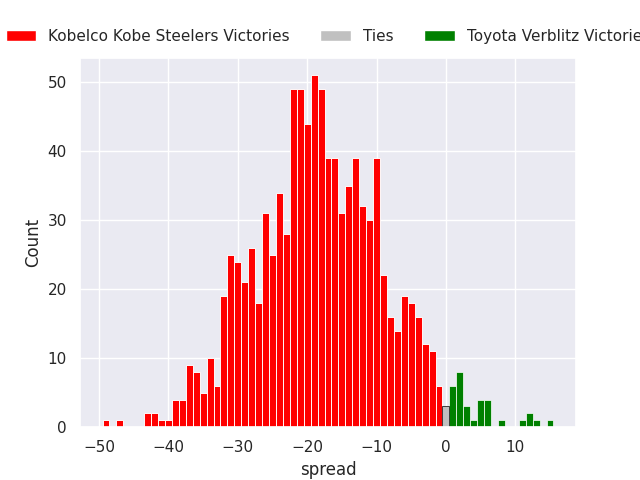 Kobelco Kobe Steelers Victories Ties Toyota Verblitz Victorie
50
40
30
20
10
0
Count
−50 −40 −30 −20 −10 0 10
spread